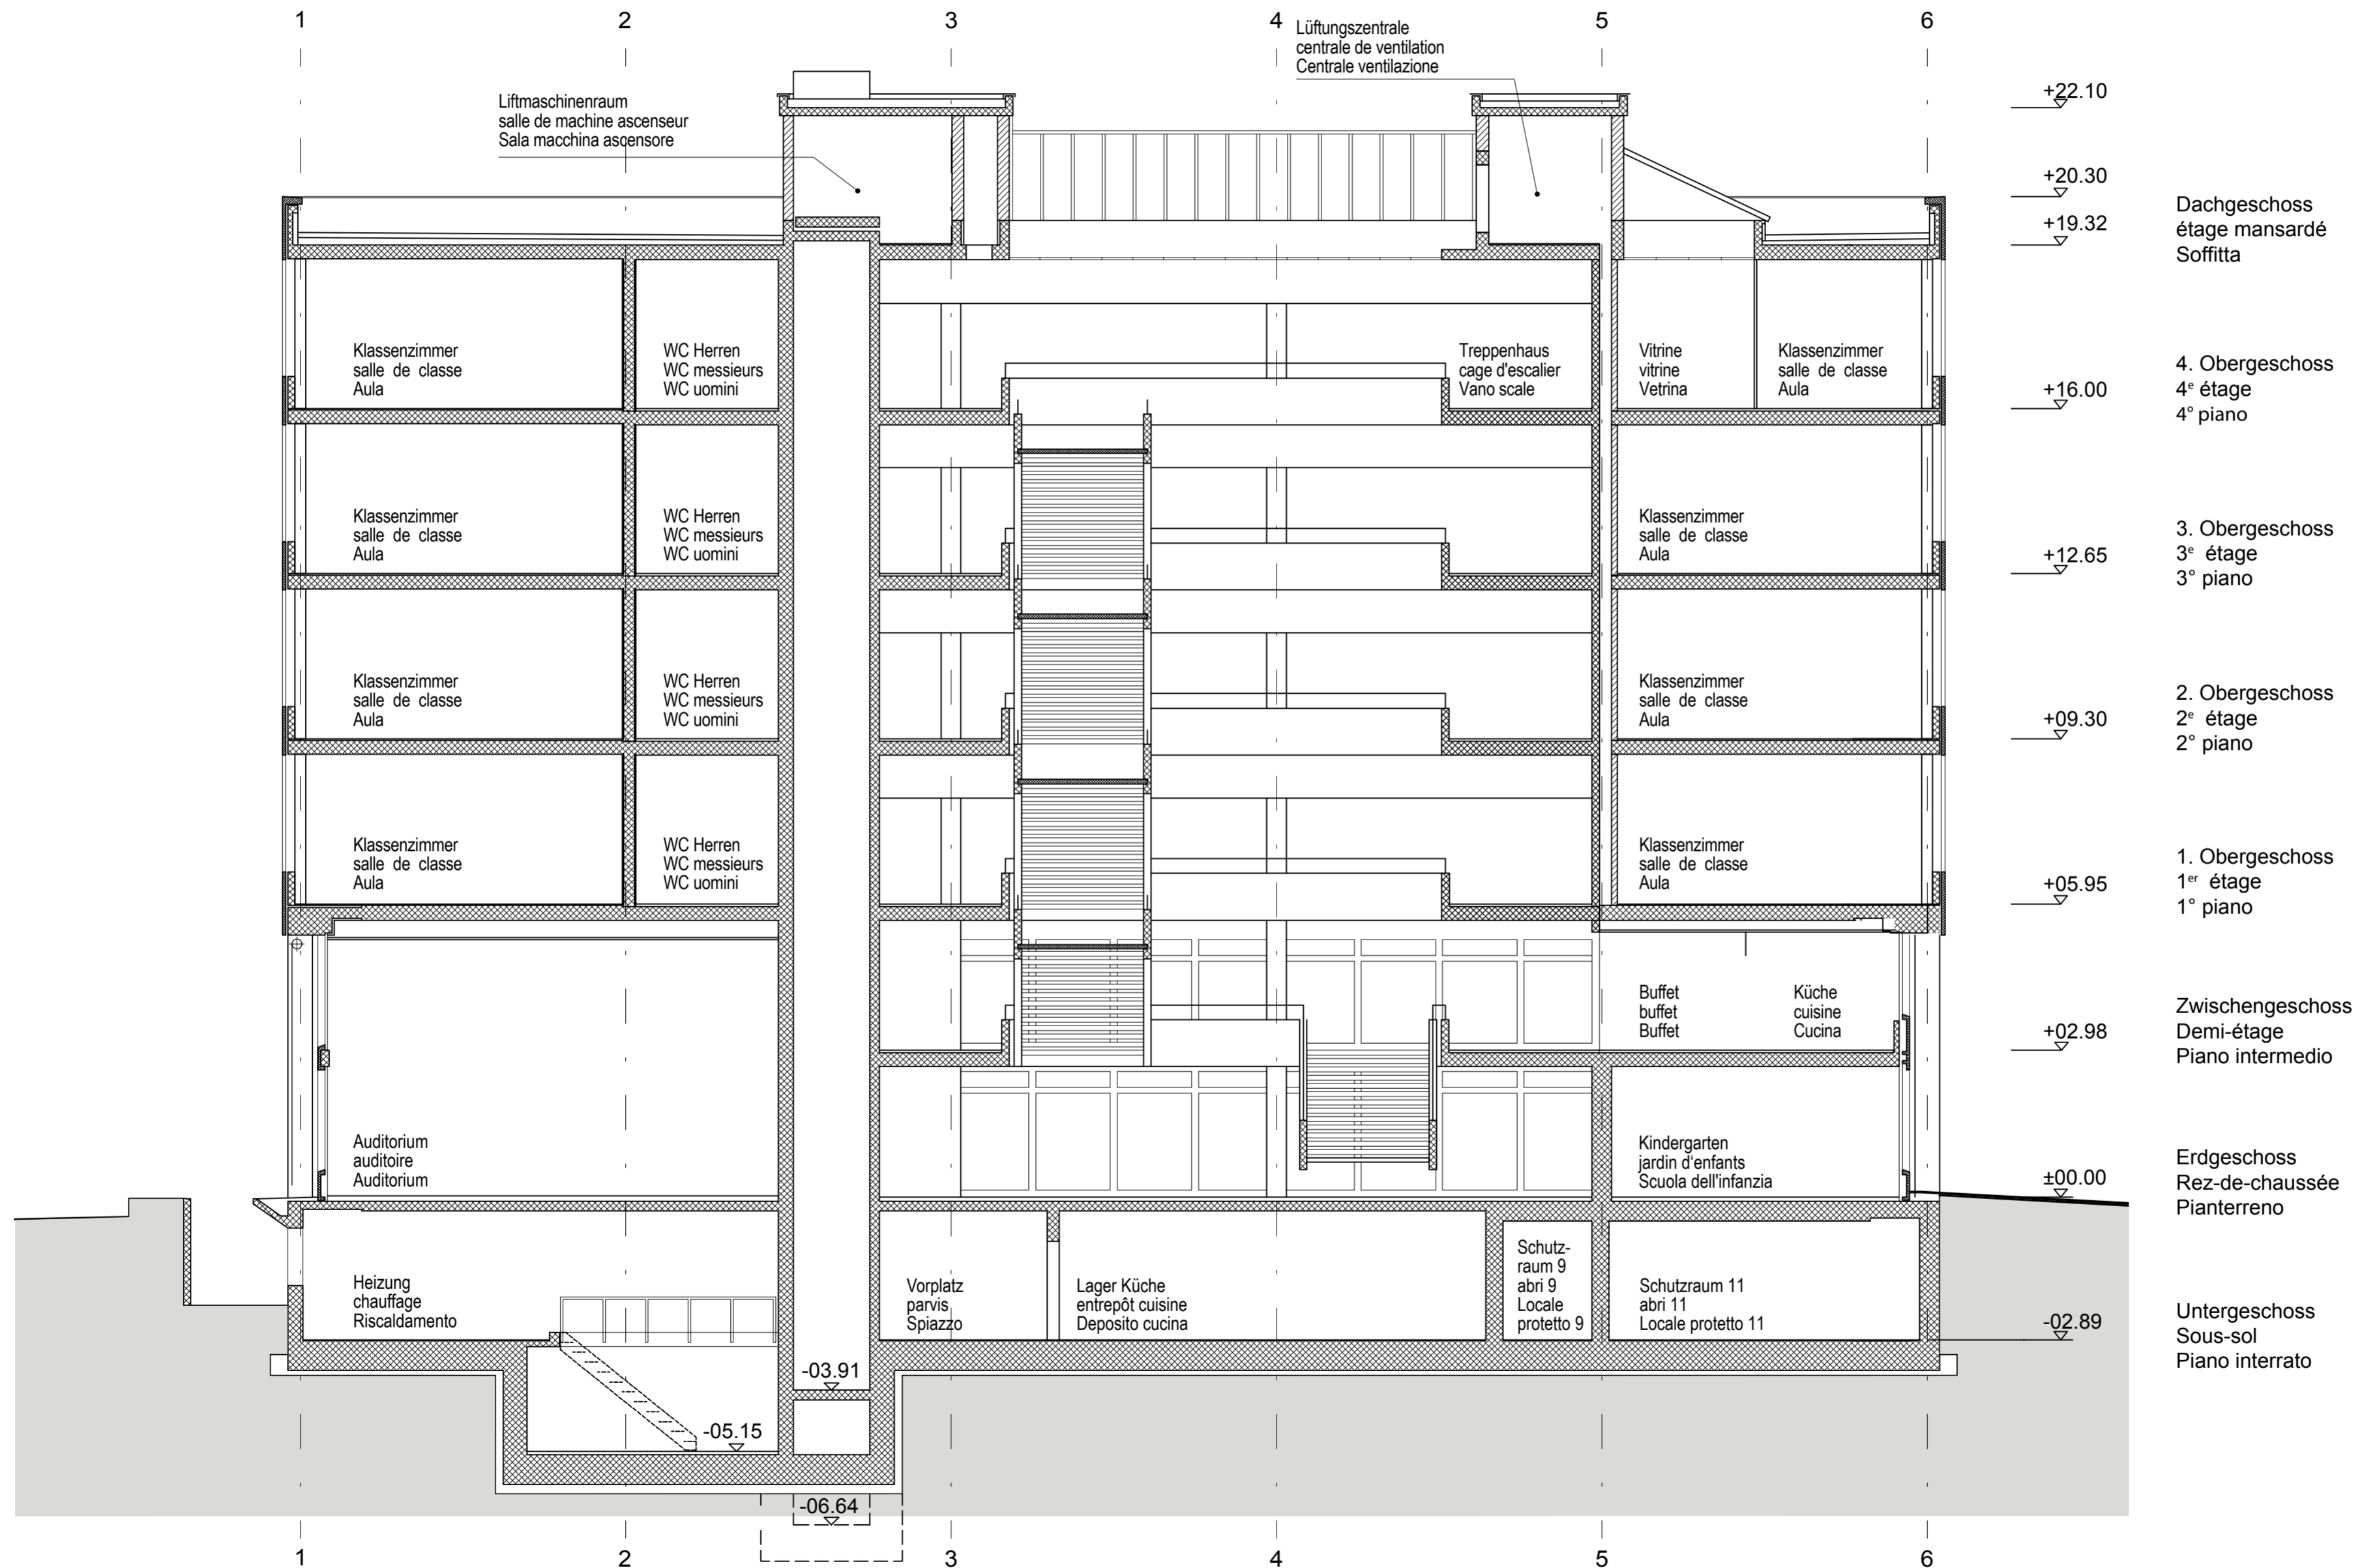 1 2 3 4 5 6
Lüftungszentrale
centrale de ventilation
Centrale ventilazione
Liftmaschinenraum
salle de machine ascenseur
Sala macchina ascensore
+22.10
+20.30
+19.32
Dachgeschoss
étage mansardé
Soffitta
Klassenzimmer
salle de classe
Aula
WC Herren
WC messieurs
WC uomini
Treppenhaus
cage d'escalier
Vano scale
Vitrine
vitrine
Vetrina
Klassenzimmer
salle de classe
Aula
+16.00
4. Obergeschoss
4e étage
4° piano
Klassenzimmer
salle de classe
Aula
WC Herren
WC messieurs
WC uomini
Klassenzimmer
salle de classe
Aula
+12.65
3. Obergeschoss
3e étage
3° piano
Klassenzimmer
salle de classe
Aula
WC Herren
WC messieurs
WC uomini
Klassenzimmer
salle de classe
Aula
+09.30
2. Obergeschoss
2e étage
2° piano
Klassenzimmer
salle de classe
Aula
WC Herren
WC messieurs
WC uomini
Klassenzimmer
salle de classe
Aula
+05.95
1. Obergeschoss
1er étage
1° piano
Buffet
buffet
Buffet
Küche
cuisine
Cucina
+02.98
Zwischengeschoss
Demi-étage
Piano intermedio
Auditorium
auditoire
Auditorium
Kindergarten
jardin d'enfants
Scuola dell'infanzia
±00.00
Erdgeschoss
Rez-de-chaussée
Pianterreno
Heizung
chauffage
Riscaldamento
Vorplatz
parvis
Spiazzo
Lager Küche
entrepôt cuisine
Deposito cucina
Schutz-
raum 9
abri 9
Locale
protetto 9
Schutzraum 11
abri 11
Locale protetto 11
-02.89
Untergeschoss
Sous-sol
Piano interrato
-03.91
-05.15
-06.64
1 2 3 4 5 6